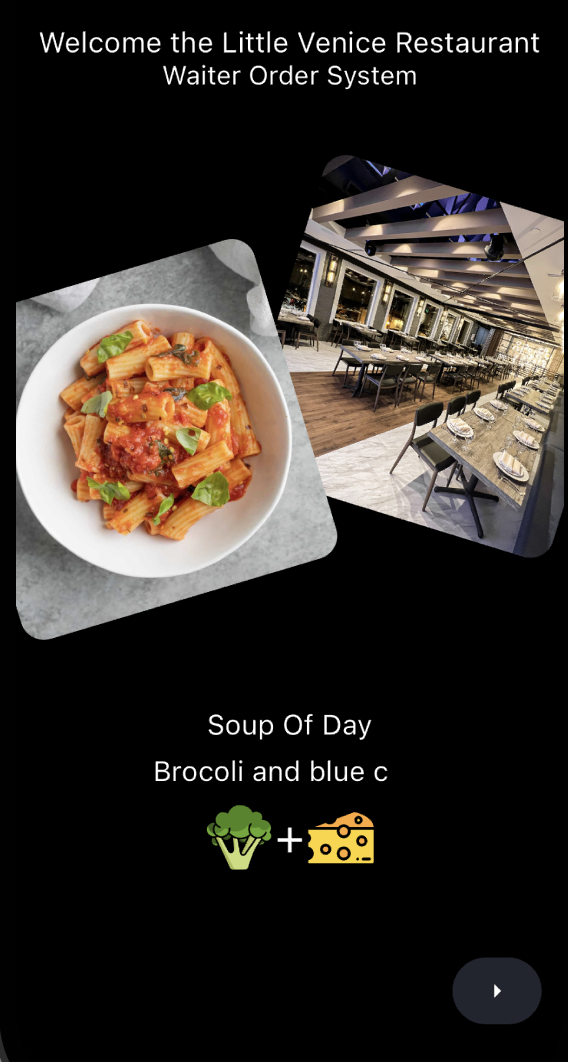 Welcome the Little Venice Restaurant
Waiter Order System
Soup Of Day
Brocoli and blue c
+